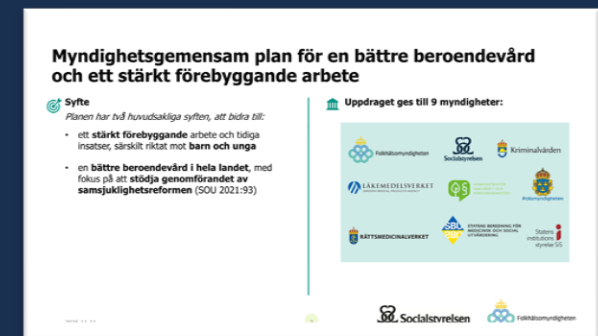 Myndighetsgemensam plan för en bättre beroendevård
och ett stärkt förebyggande arbete
Syfte
Planen har två huvudsakliga syften, att bidra till:
• ett stärkt förebyggande arbete och tidiga
insatser, särskilt riktat mot barn och unga
• en bättre beroendevård i hela landet, med
fokus på att stödja genomförandet av
samsjuklighetsreformen (SOU 2021:93)
Uppdraget ges till 9 myndigheter:
Folkhälsomyndigheten
Socialstyrelsen
Kriminalvården
LÄKEMEDELSVERKET
Polismyndigheten
RÄTTSMEDICINALVERKET
SBU
STATENS BEREDNING FÖR
MEDICINSK OCH SOCIAL
UTVÄRDERING
Statens
institutions
styrelse SiS
Socialstyrelsen
Folkhälsomyndigheten